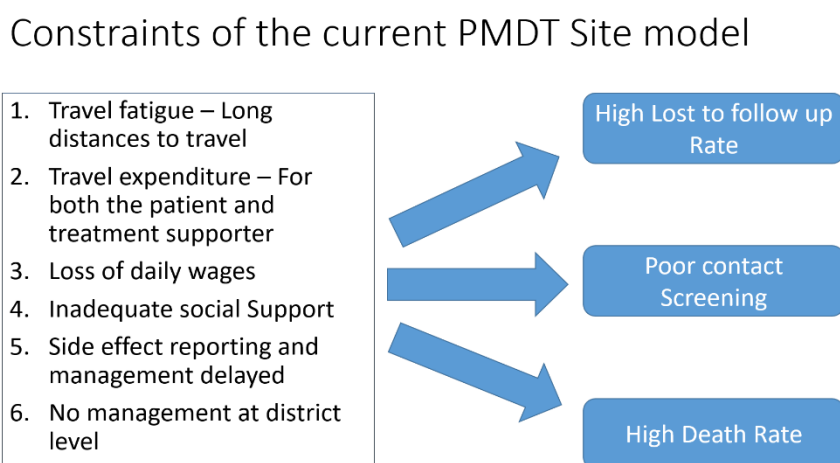 Constraints of the current PMDT Site model
1. Travel fatigue – Long
distances to travel
2. Travel expenditure – For
both the patient and
treatment supporter
3. Loss of daily wages
4. Inadequate social Support
5. Side effect reporting and
management delayed
6. No management at district
level
High Lost to follow up
Rate
Poor contact
Screening
High Death Rate